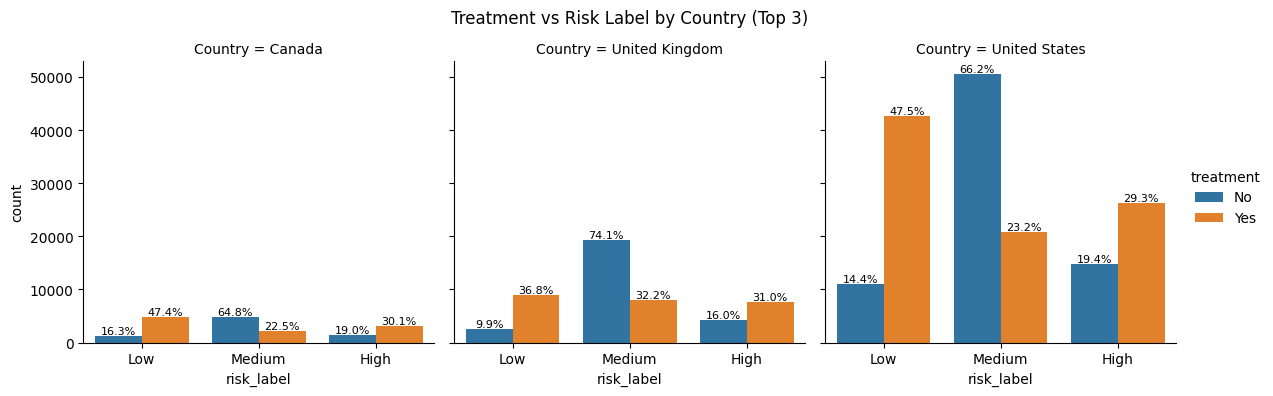 Treatment vs Risk Label by Country (Top 3)
Country = Canada
Country = United Kingdom
Country = United States
count
50000
40000
30000
20000
10000
0
16.3%
47.4%
64.8%
22.5%
19.0%
30.1%
9.9%
36.8%
74.1%
32.2%
16.0%
31.0%
14.4%
47.5%
66.2%
23.2%
19.4%
29.3%
Low Medium High
risk_label
Low Medium High
risk_label
Low Medium High
risk_label
treatment
No
Yes